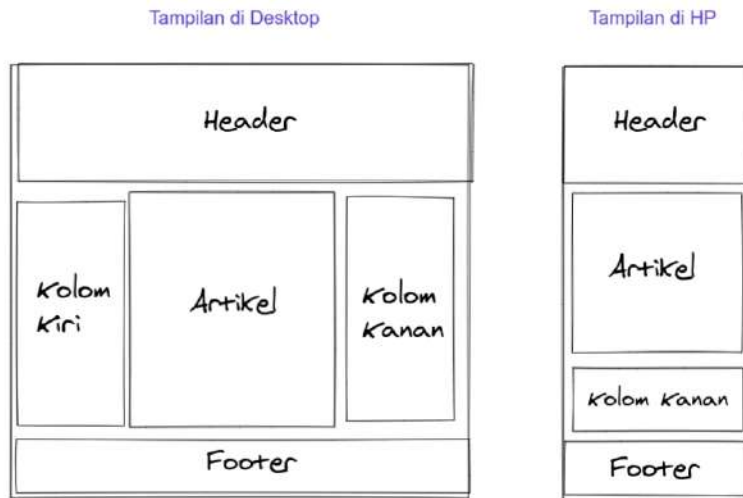 Tampilan di Desktop
Header
Kolom
Kiri
Artikel
Kolom
Kanan
Footer
Tampilan di HP
Header
Artikel
Kolom Kanan
Footer